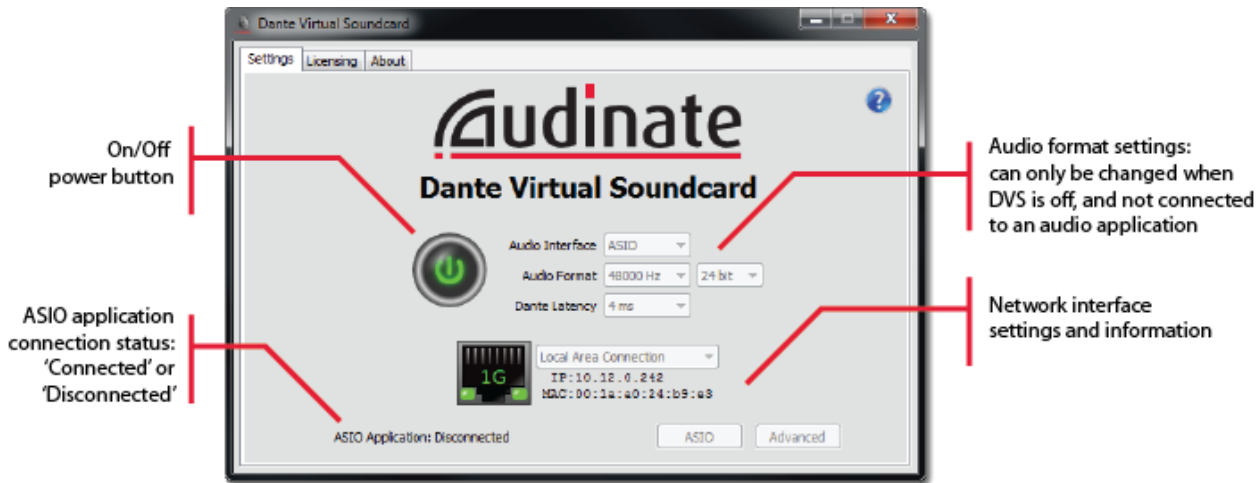 Dante Virtual Soundcard
Settings Licensing About
Audinate
?
Dante Virtual Soundcard
On/Off
power button
Audio format settings:
can only be changed when
DVS is off, and not connected
to an audio application
Audio Interface ASIO
Audio Format 48000 Hz 24 bit
Dante Latency 4 ms
ASIO application
connection status:
'Connected' or
'Disconnected'
Network interface
settings and information
Local Area Connection
1G
IP:10.12.0.242
MAC:00:1a:a0:24:b9:e3
ASIO Application: Disconnected
ASIO Advanced